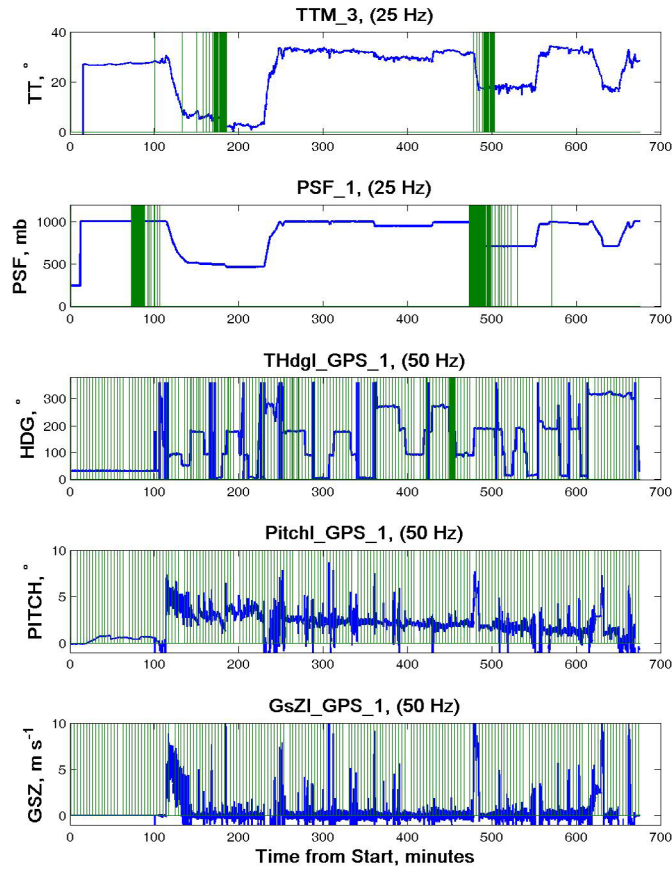 TTM_3, (25 Hz)
TT, °
40
20
0
0 100 200 300 400 500 600 700
PSF_1, (25 Hz)
PSF, mb
1000
500
0
0 100 200 300 400 500 600 700
THdgI_GPS_1, (50 Hz)
HDG, °
300
200
100
0
0 100 200 300 400 500 600 700
PitchI_GPS_1, (50 Hz)
PITCH, °
10
5
0
0 100 200 300 400 500 600 700
GsZI_GPS_1, (50 Hz)
GSZ, m s⁻¹
10
5
0
0 100 200 300 400 500 600 700
Time from Start, minutes